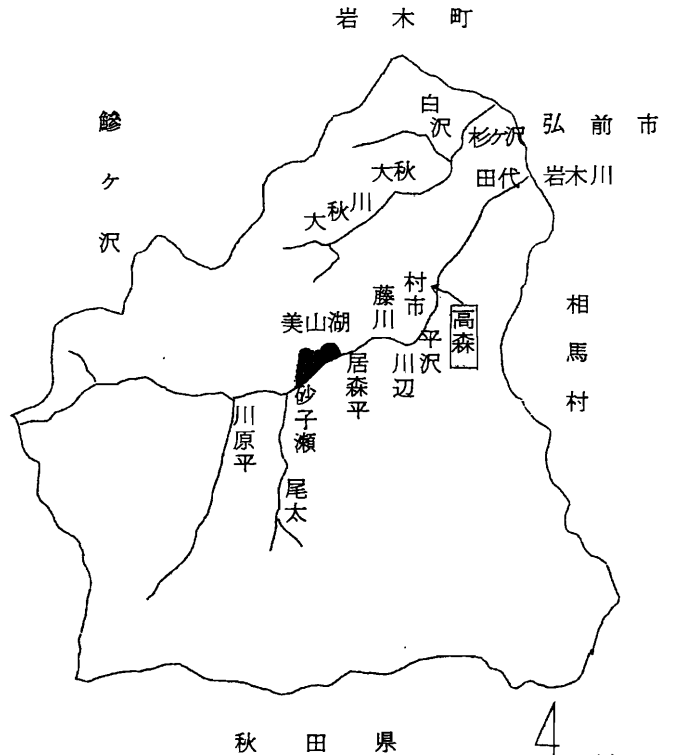 岩木町
鰺ヶ沢
白沢
杉ヶ沢
弘前市
大秋
田代
岩木川
大秋川
村市
藤川
高森
相馬村
美山湖
平沢
川辺
居森平
砂子瀬
川原平
尾太
秋田県